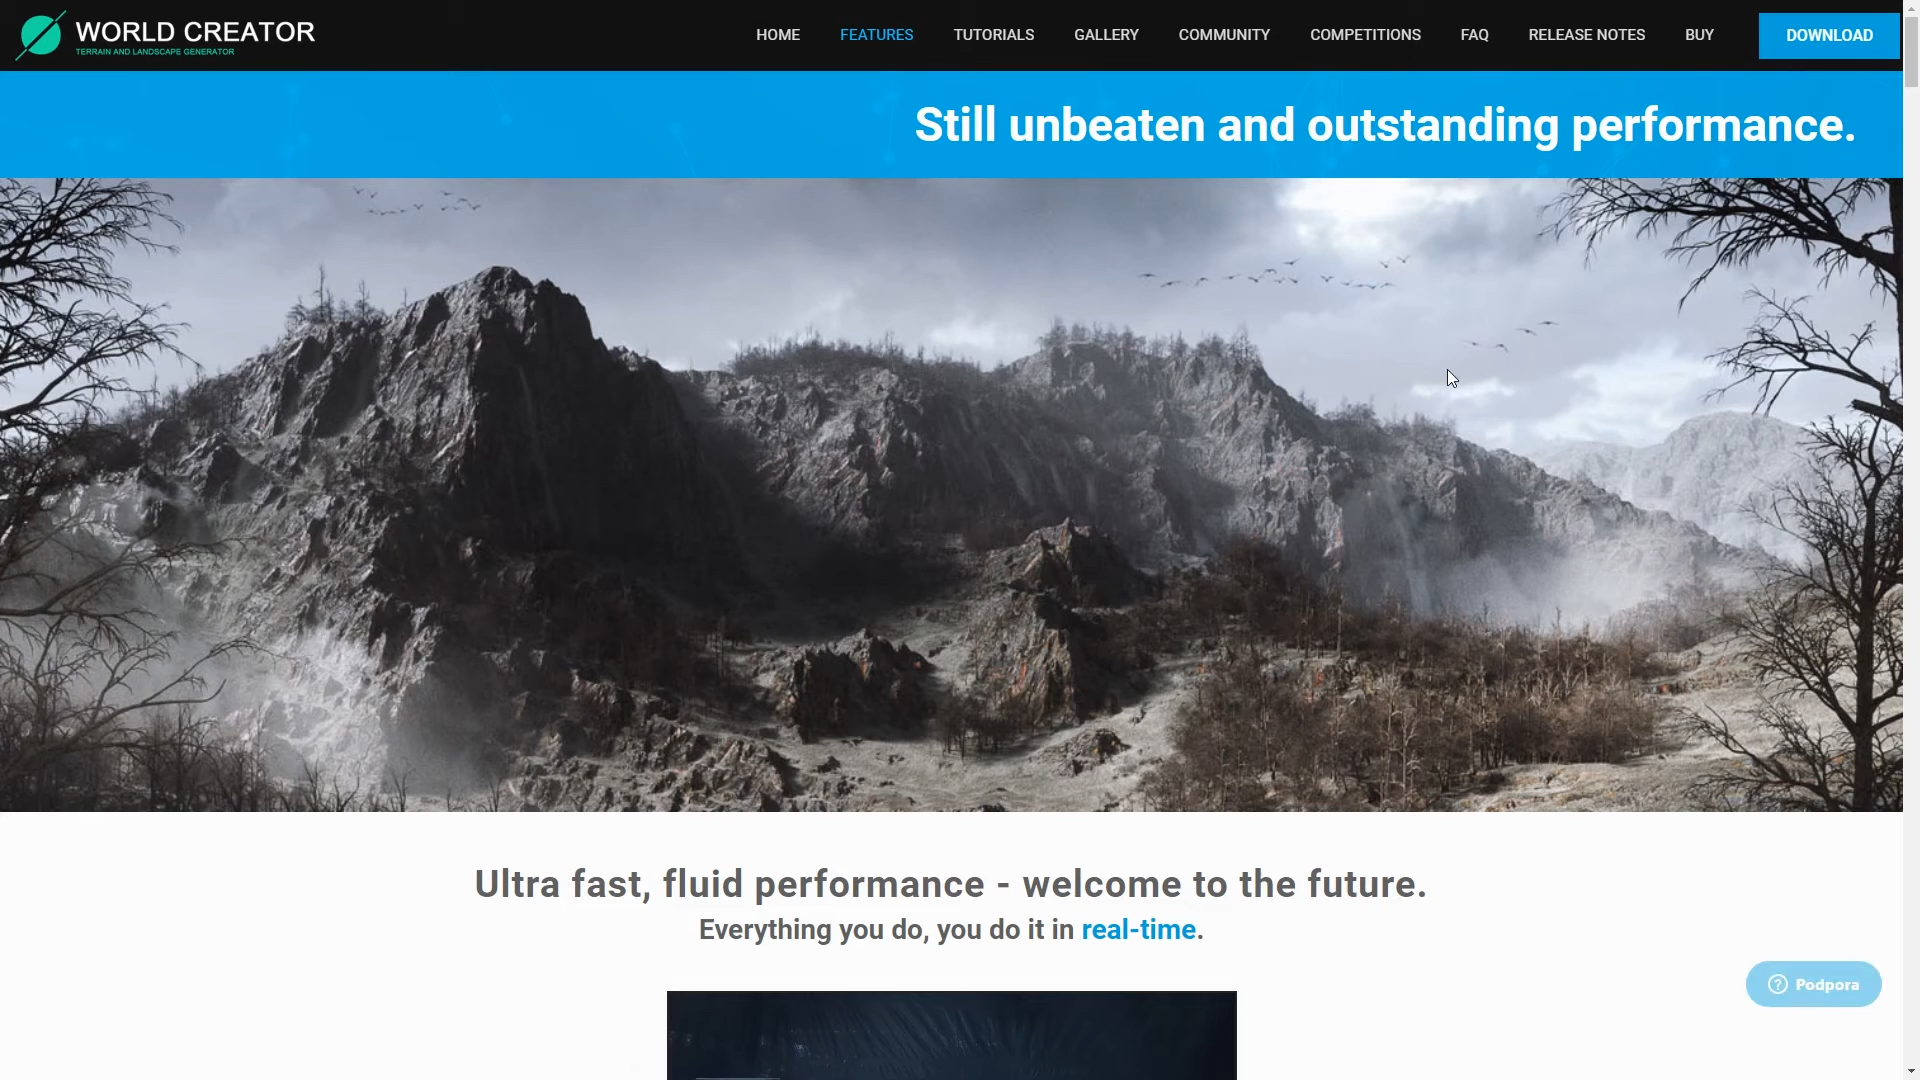 WORLD CREATOR
TERRAIN AND LANDSCAPE GENERATOR
HOME
FEATURES
TUTORIALS
GALLERY
COMMUNITY
COMPETITIONS
FAQ
RELEASE NOTES
BUY
DOWNLOAD
Still unbeaten and outstanding performance.
Ultra fast, fluid performance - welcome to the future.
Everything you do, you do it in real-time.
Podpora